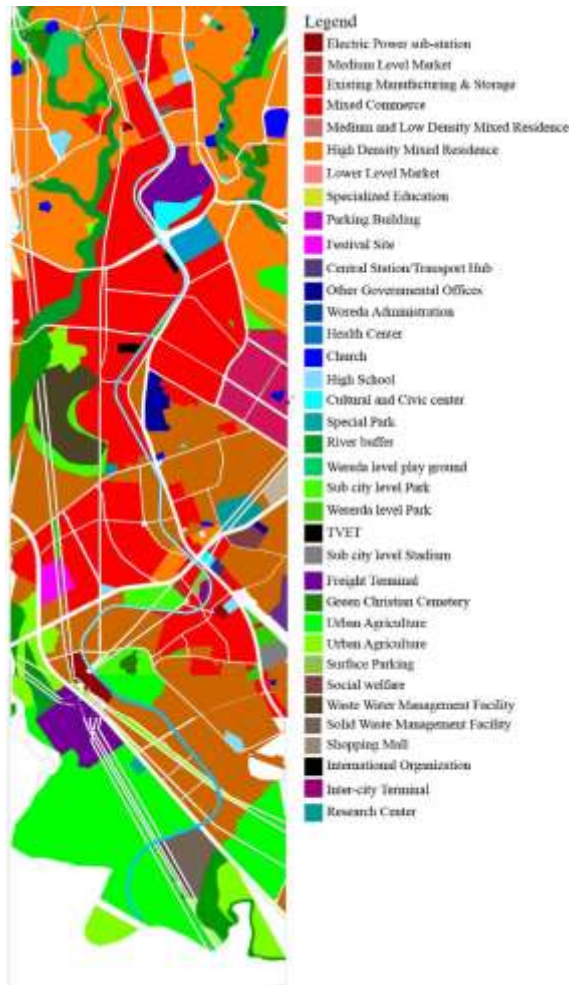 Legend
Electric Power sub-station
Medium Level Market
Existing Manufacturing & Storage
Mixed Commerce
Medium and Low Density Mixed Residence
High Density Mixed Residence
Lower Level Market
Specialized Education
Parking Building
Festival Site
Central Station/Transport Hub
Other Governmental Offices
Woreda Administration
Health Center
Church
High School
Cultural and Civic center
Special Park
River buffer
Wereda level play ground
Sub city level Park
Wererda level Park
TVET
Sub city level Stadium
Freight Terminal
Green Christian Cemetery
Urban Agriculture
Urban Agriculture
Surface Parking
Social welfare
Waste Water Management Facility
Solid Waste Management Facility
Shopping Mall
International Organization
Inter-city Terminal
Research Center